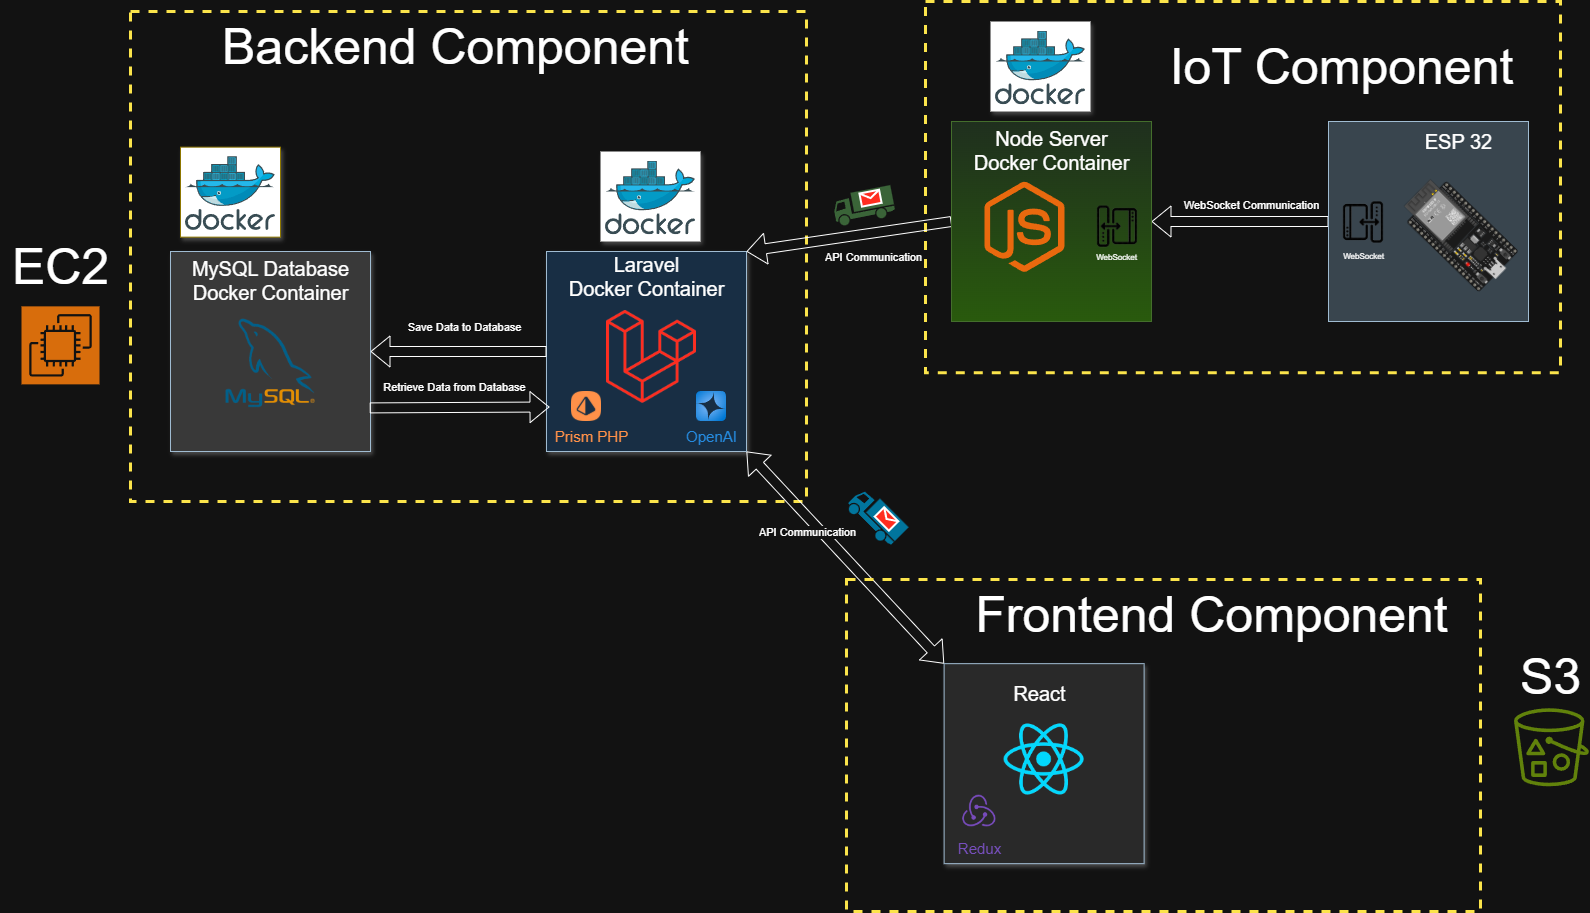 Backend Component
docker
docker
EC2
MySQL Database
Docker Container
MySQL
Save Data to Database
Retrieve Data from Database
Laravel
Docker Container
Prism PHP
OpenAI
IoT Component
docker
Node Server
Docker Container
JS
WebSocket
API Communication
WebSocket Communication
ESP 32
WebSocket
API Communication
Frontend Component
React
Redux
S3